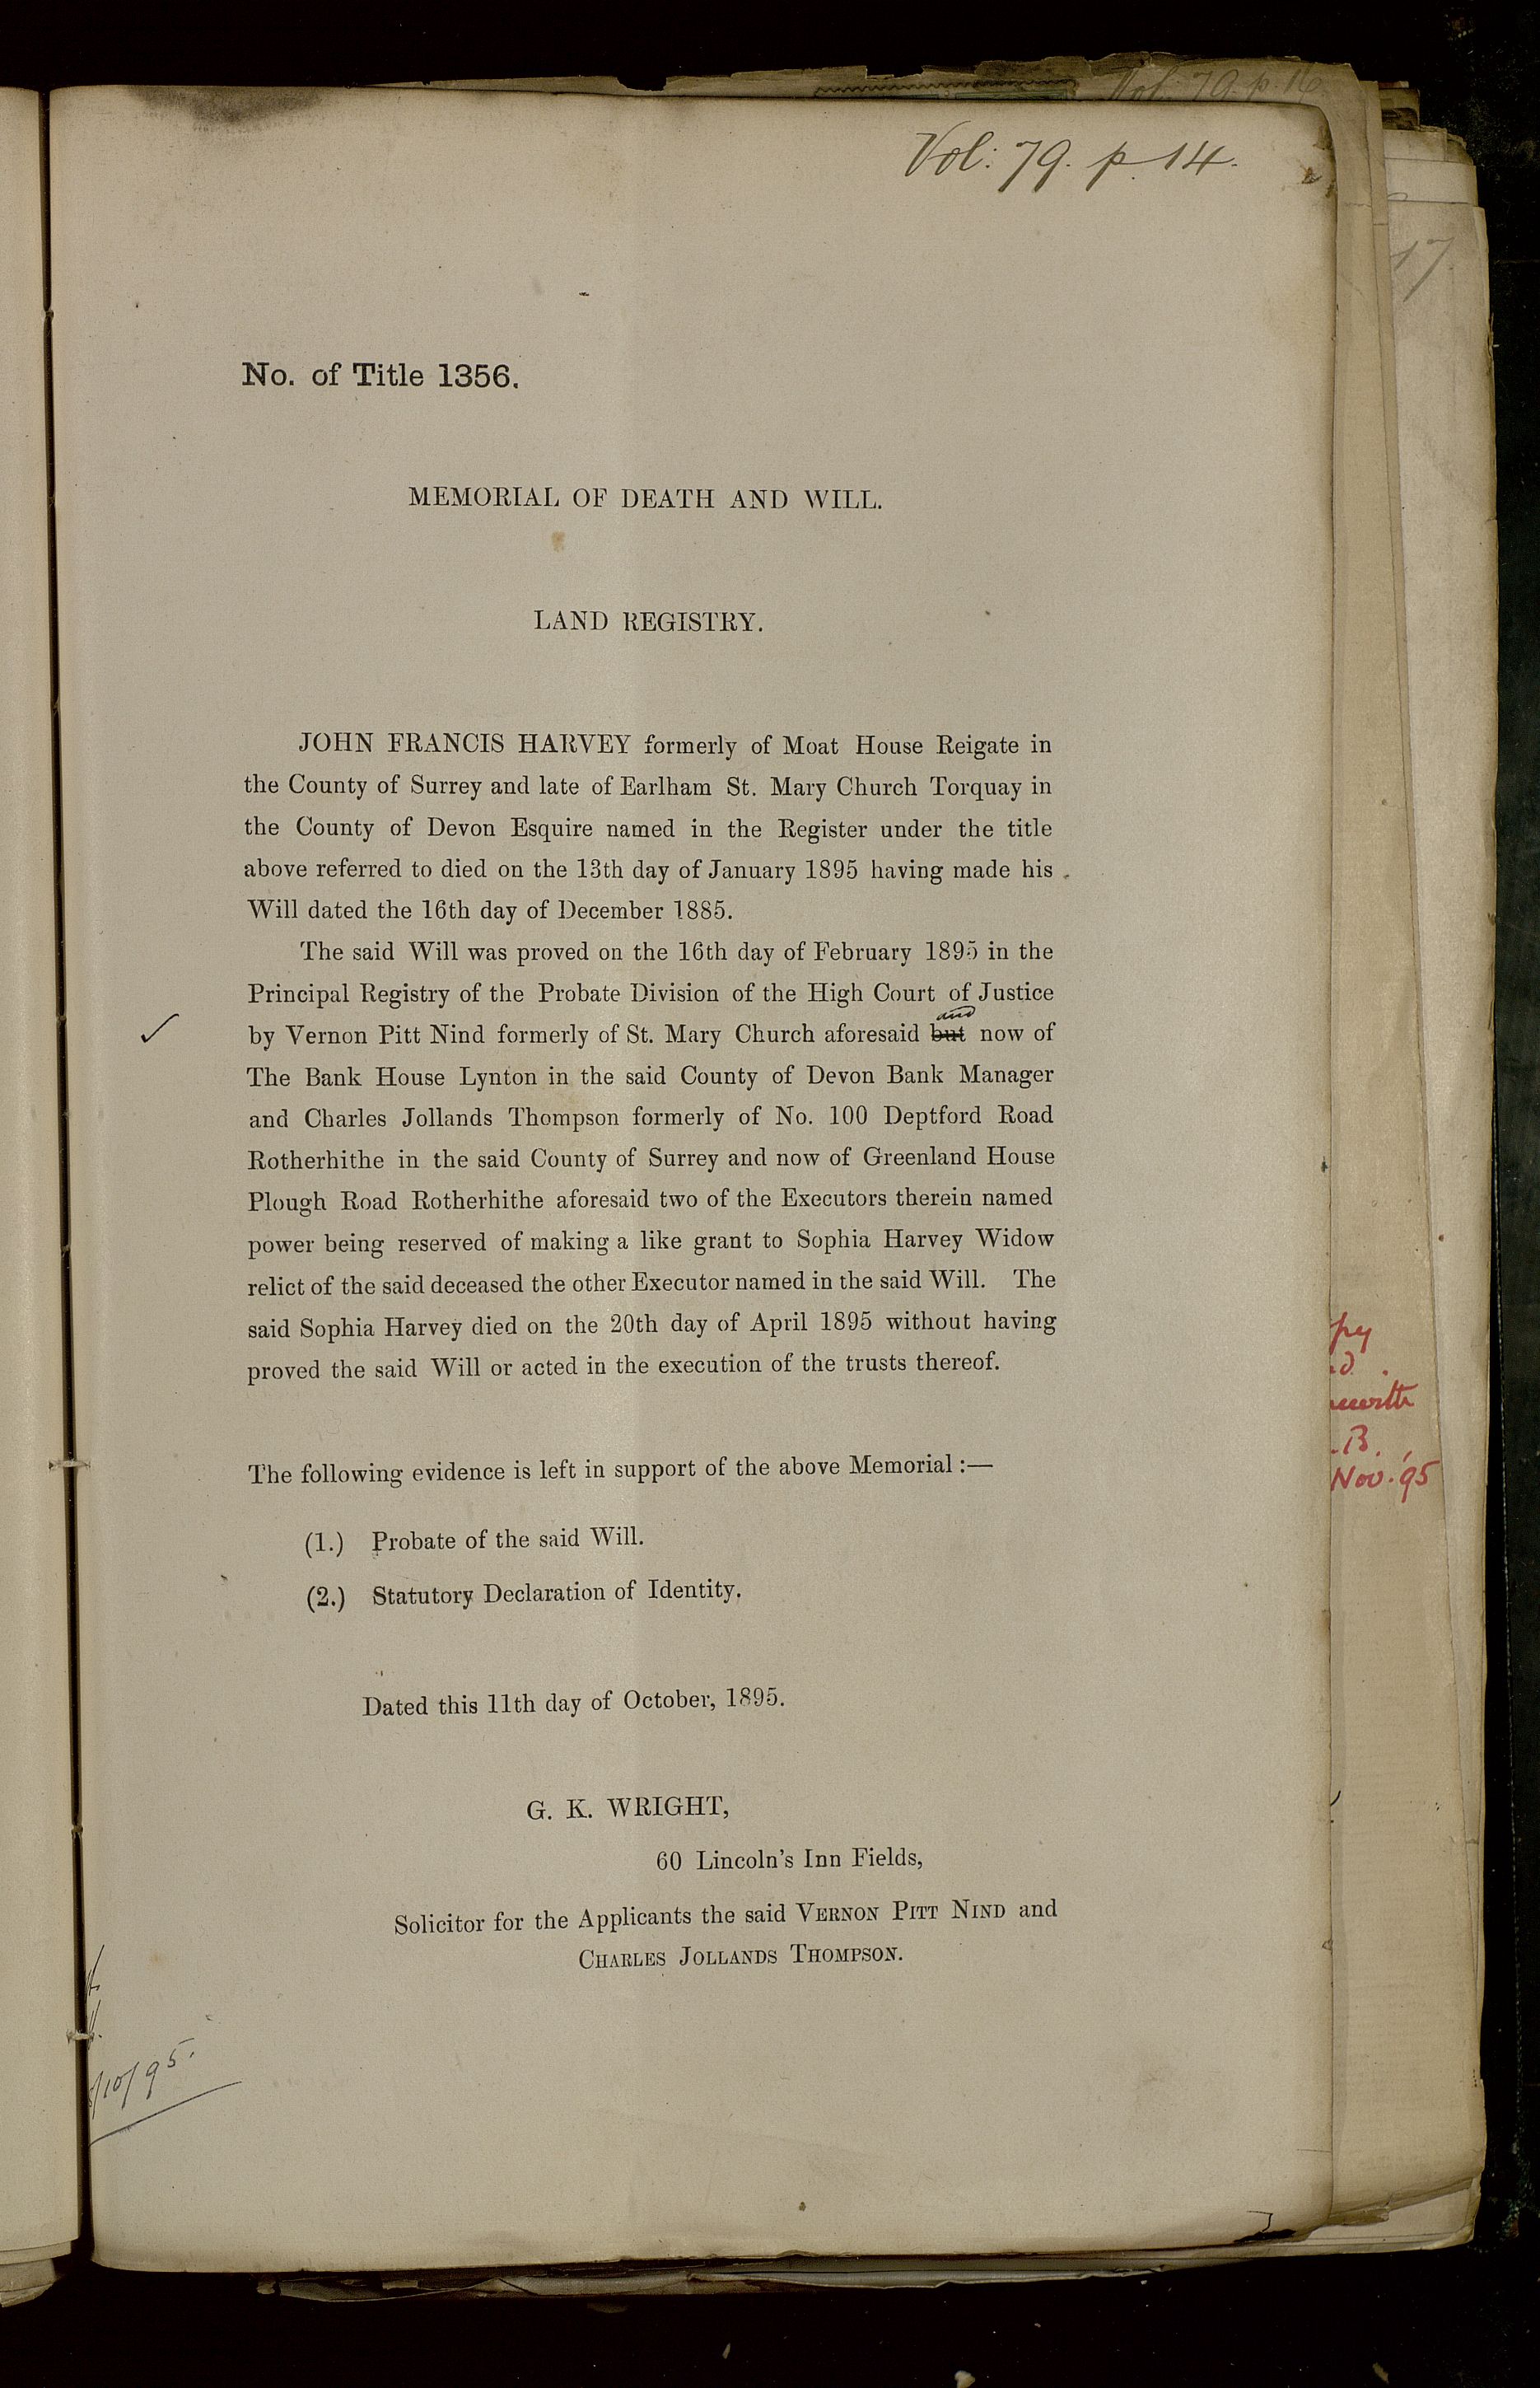 Vol: 79. p. 16
Vol: 79. p. 14.
17
No. of Title 1356.
MEMORIAL OF DEATH AND WILL.
LAND REGISTRY.
JOHN FRANCIS HARVEY formerly of Moat House Reigate in
the County of Surrey and late of Earlham St. Mary Church Torquay in
the County of Devon Esquire named in the Register under the title
above referred to died on the 13th day of January 1895 having made his
Will dated the 16th day of December 1885.
The said Will was proved on the 16th day of February 1895 in the
Principal Registry of the Probate Division of the High Court of Justice
and
by Vernon Pitt Nind formerly of St. Mary Church aforesaid but now of
The Bank House Lynton in the said County of Devon Bank Manager
and Charles Jollands Thompson formerly of No. 100 Deptford Road
Rotherhithe in the said County of Surrey and now of Greenland House
Plough Road Rotherhithe aforesaid two of the Executors therein named
power being reserved of making a like grant to Sophia Harvey Widow
relict of the said deceased the other Executor named in the said Will. The
said Sophia Harvey died on the 20th day of April 1895 without having
proved the said Will or acted in the execution of the trusts thereof.
The following evidence is left in support of the above Memorial :—
(1.) Probate of the said Will.
(2.) Statutory Declaration of Identity.
Dated this 11th day of October, 1895.
G. K. WRIGHT,
60 Lincoln's Inn Fields,
Solicitor for the Applicants the said VERNON PITT NIND and
CHARLES JOLLANDS THOMPSON.
/10/95.
B.
Nov. '95